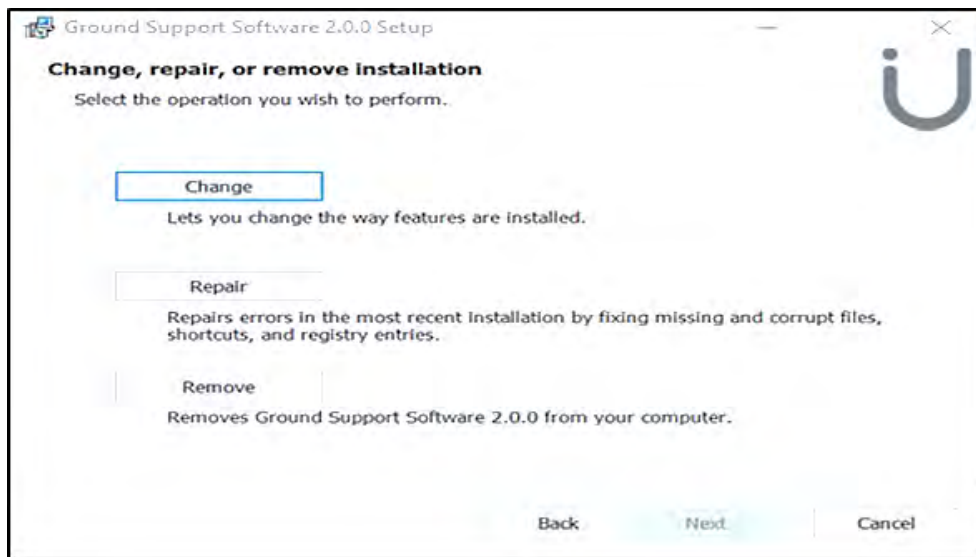 Ground Support Software 2.0.0 Setup
Change, repair, or remove installation
Select the operation you wish to perform.
Change
Lets you change the way features are installed.
Repair
Repairs errors in the most recent installation by fixing missing and corrupt files,
shortcuts, and registry entries.
Remove
Removes Ground Support Software 2.0.0 from your computer.
Back Next Cancel